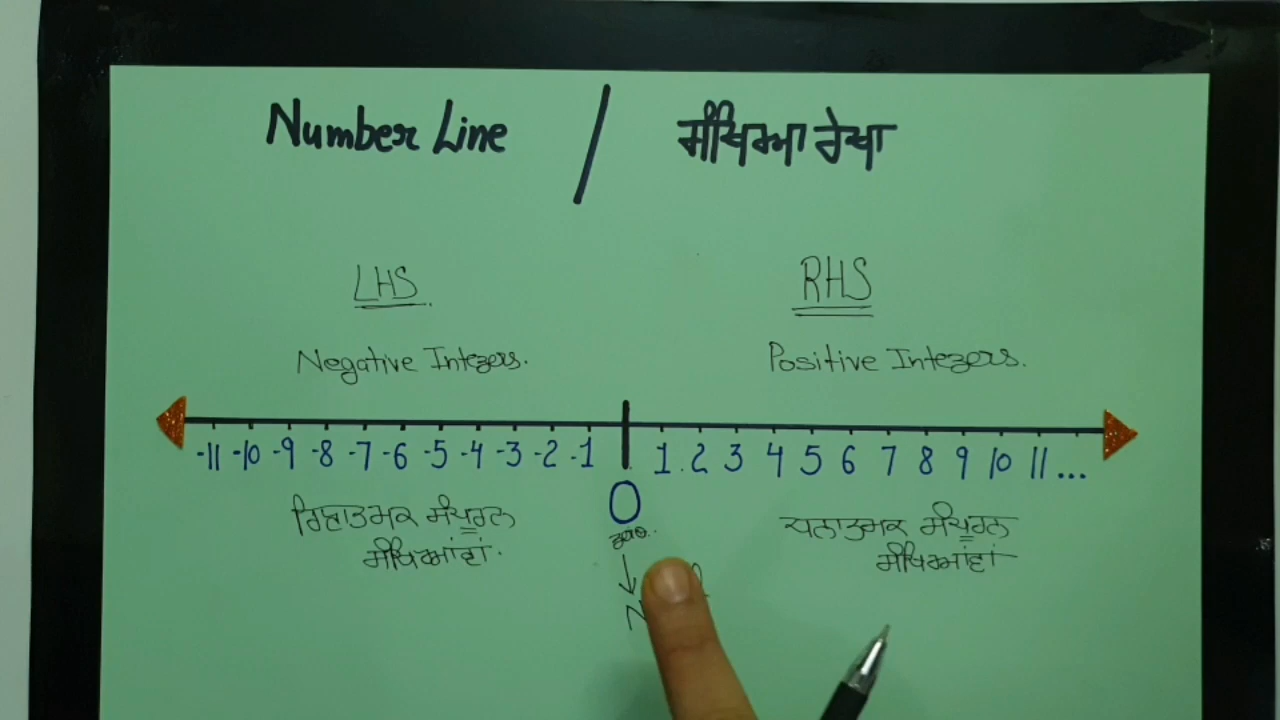 Number Line / ਸੰਖਿਆ ਰੇਖਾ
LHS
RHS
Negative Integers.
Positive Integers.
-11 -10 -9 -8 -7 -6 -5 -4 -3 -2 -1 1 2 3 4 5 6 7 8 9 10 11 ...
0
ਰਿਣਾਤਮਕ ਸੰਪੂਰਨ ਸੰਖਿਆਵਾਂ
ਧਨਾਤਮਕ ਸੰਪੂਰਨ ਸੰਖਿਆਵਾਂ